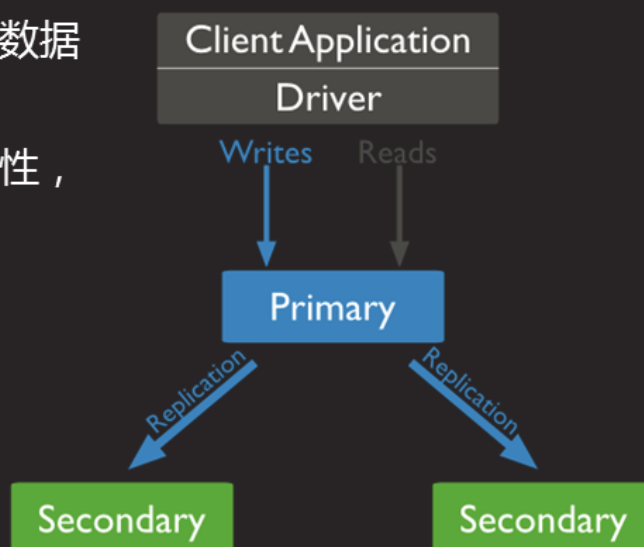 数据
Client Application
Driver
Writes Reads
性，
Primary
Replication Replication
Secondary Secondary